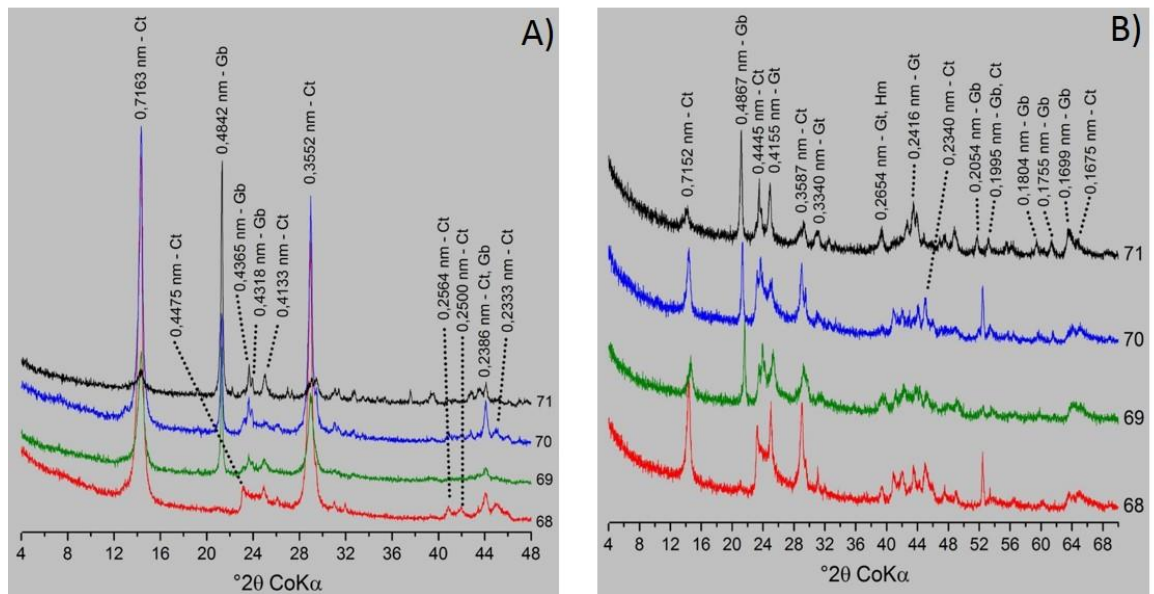 A)
0,7163 nm - Ct
0,4842 nm - Gb
0,3552 nm - Ct
0,4475 nm - Ct
0,4365 nm - Gb
0,4318 nm - Gb
0,4133 nm - Ct
0,2564 nm - Ct
0,2500 nm - Ct
0,2386 nm - Ct, Gb
0,2333 nm - Ct
71
70
69
68
4 8 12 16 20 24 28 32 36 40 44 48
°2θ CoKα
B)
0,7152 nm - Ct
0,4867 nm - Gb
0,4445 nm - Ct
0,4155 nm - Gt
0,3587 nm - Ct
0,3340 nm - Gt
0,2654 nm - Gt, Hm
0,2416 nm - Gt
0,2340 nm - Ct
0,2054 nm - Gb
0,1995 nm - Gb, Ct
0,1804 nm - Gb
0,1755 nm - Gb
0,1699 nm - Gb
0,1675 nm - Ct
71
70
69
68
4 8 12 16 20 24 28 32 36 40 44 48 52 56 60 64 68
°2θ CoKα